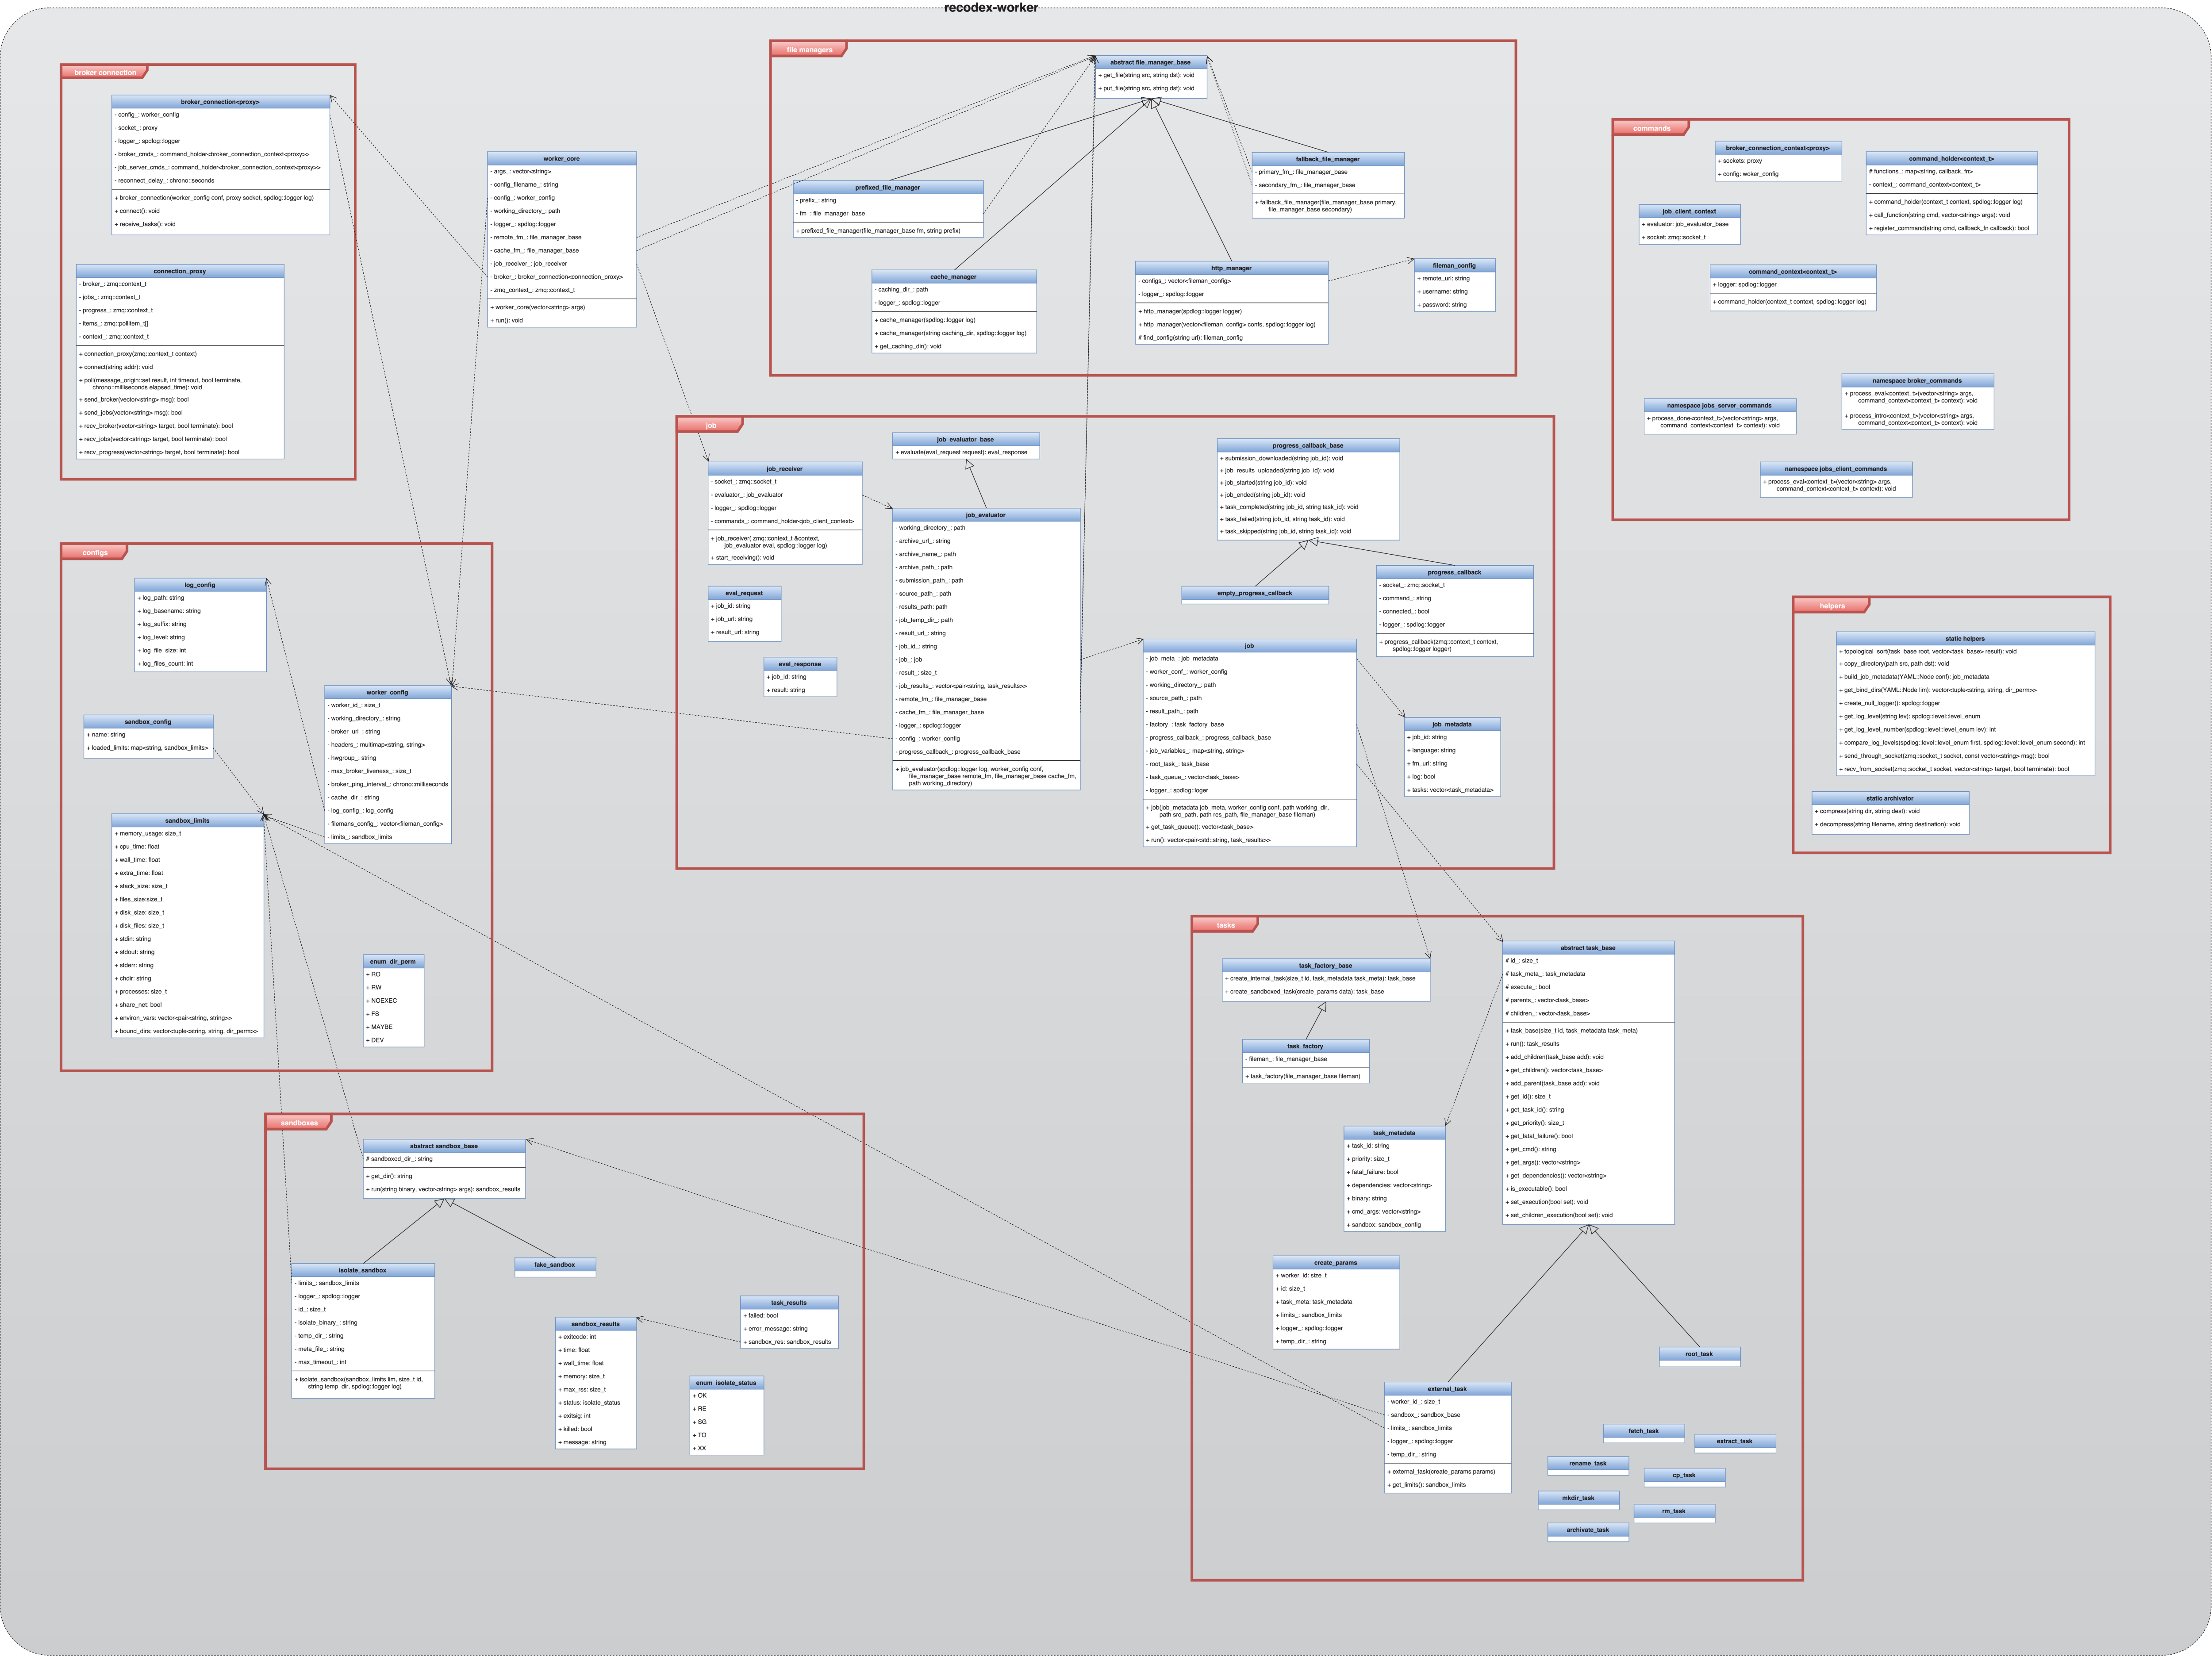 recodex-worker
broker connection
broker_connection<proxy>
- config_: worker_config
- socket_: proxy
- logger_: spdlog::logger
- broker_cmds_: command_holder<broker_connection_context<proxy>>
- job_server_cmds_: command_holder<broker_connection_context<proxy>>
- reconnect_delay_: chrono::seconds
+ broker_connection(worker_config conf, proxy socket, spdlog::logger log)
+ connect(): void
+ receive_tasks(): void
connection_proxy
- broker_: zmq::context_t
- jobs_: zmq::context_t
- progress_: zmq::context_t
- items_: zmq::pollitem_t[]
- context_: zmq::context_t
+ connection_proxy(zmq::context_t context)
+ connect(string addr): void
+ poll(message_origin::set result, int timeout, bool terminate,
chrono::milliseconds elapsed_time): void
+ send_broker(vector<string> msg): bool
+ send_jobs(vector<string> msg): bool
+ recv_broker(vector<string> target, bool terminate): bool
+ recv_jobs(vector<string> target, bool terminate): bool
+ recv_progress(vector<string> target, bool terminate): bool
worker_core
- args_: vector<string>
- config_filename_: string
- config_: worker_config
- working_directory_: path
- logger_: spdlog::logger
- remote_fm_: file_manager_base
- cache_fm_: file_manager_base
- job_receiver_: job_receiver
- broker_: broker_connection<connection_proxy>
- zmq_context_: zmq::context_t
+ worker_core(vector<string> args)
+ run(): void
file managers
abstract file_manager_base
+ get_file(string src, string dst): void
+ put_file(string src, string dst): void
prefixed_file_manager
- prefix_: string
- fm_: file_manager_base
+ prefixed_file_manager(file_manager_base fm, string prefix)
fallback_file_manager
- primary_fm_: file_manager_base
- secondary_fm_: file_manager_base
+ fallback_file_manager(file_manager_base primary,
file_manager_base secondary)
cache_manager
- caching_dir_: path
- logger_: spdlog::logger
+ cache_manager(spdlog::logger log)
+ cache_manager(string caching_dir, spdlog::logger log)
+ get_caching_dir(): void
http_manager
- configs_: vector<fileman_config>
- logger_: spdlog::logger
+ http_manager(spdlog::logger logger)
+ http_manager(vector<fileman_config> confs, spdlog::logger log)
# find_config(string url): fileman_config
fileman_config
+ remote_url: string
+ username: string
+ password: string
commands
broker_connection_context<proxy>
+ sockets: proxy
+ config: woker_config
command_holder<context_t>
# functions_: map<string, callback_fn>
- context_: command_context<context_t>
+ command_holder(context_t context, spdlog::logger log)
+ call_function(string cmd, vector<string> args): void
+ register_command(string cmd, callback_fn callback): bool
job_client_context
+ evaluator: job_evaluator_base
+ socket: zmq::socket_t
command_context<context_t>
+ logger: spdlog::logger
+ command_holder(context_t context, spdlog::logger log)
namespace broker_commands
+ process_eval<context_t>(vector<string> args,
command_context<context_t> context): void
+ process_intro<context_t>(vector<string> args,
command_context<context_t> context): void
namespace jobs_server_commands
+ process_done<context_t>(vector<string> args,
command_context<context_t> context): void
namespace jobs_client_commands
+ process_eval<context_t>(vector<string> args,
command_context<context_t> context): void
job
job_receiver
- socket_: zmq::socket_t
- evaluator_: job_evaluator
- logger_: spdlog::logger
- commands_: command_holder<job_client_context>
+ job_receiver( zmq::context_t &context,
job_evaluator eval, spdlog::logger log)
+ start_receiving(): void
job_evaluator_base
+ evaluate(eval_request request): eval_response
job_evaluator
- working_directory_: path
- archive_url_: string
- archive_name_: path
- archive_path_: path
- submission_path_: path
- source_path_: path
- results_path: path
- job_temp_dir_: path
- result_url_: string
- job_id_: string
- job_: job
- result_: size_t
- job_results_: vector<pair<string, task_results>>
- remote_fm_: file_manager_base
- cache_fm_: file_manager_base
- logger_: spdlog::logger
- config_: worker_config
- progress_callback_: progress_callback_base
+ job_evaluator(spdlog::logger log, worker_config conf,
file_manager_base remote_fm, file_manager_base cache_fm,
path working_directory)
eval_request
+ job_id: string
+ job_url: string
+ result_url: string
eval_response
+ job_id: string
+ result: string
progress_callback_base
+ submission_downloaded(string job_id): void
+ job_results_uploaded(string job_id): void
+ job_started(string job_id): void
+ job_ended(string job_id): void
+ task_completed(string job_id, string task_id): void
+ task_failed(string job_id, string task_id): void
+ task_skipped(string job_id, string task_id): void
empty_progress_callback
progress_callback
- socket_: zmq::socket_t
- command_: string
- connected_: bool
- logger_: spdlog::logger
+ progress_callback(zmq::context_t context,
spdlog::logger logger)
job
- job_meta_: job_metadata
- worker_conf_: worker_config
- working_directory_: path
- source_path_: path
- result_path_: path
- factory_: task_factory_base
- progress_callback_: progress_callback_base
- job_variables_: map<string, string>
- root_task_: task_base
- task_queue_: vector<task_base>
- logger_: spdlog::loger
+ job(job_metadata job_meta, worker_config conf, path working_dir,
path src_path, path res_path, file_manager_base fileman)
+ get_task_queue(): vector<task_base>
+ run(): vector<pair<std::string, task_results>>
job_metadata
+ job_id: string
+ language: string
+ fm_url: string
+ log: bool
+ tasks: vector<task_metadata>
configs
log_config
+ log_path: string
+ log_basename: string
+ log_suffix: string
+ log_level: string
+ log_file_size: int
+ log_files_count: int
sandbox_config
+ name: string
+ loaded_limits: map<string, sandbox_limits>
worker_config
- worker_id_: size_t
- working_directory_: string
- broker_uri_: string
- headers_: multimap<string, string>
- hwgroup_: string
- max_broker_liveness_: size_t
- broker_ping_interval_: chrono::milliseconds
- cache_dir_: string
- log_config_: log_config
- filemans_config_: vector<fileman_config>
- limits_: sandbox_limits
sandbox_limits
+ memory_usage: size_t
+ cpu_time: float
+ wall_time: float
+ extra_time: float
+ stack_size: size_t
+ files_size:size_t
+ disk_size: size_t
+ disk_files: size_t
+ stdin: string
+ stdout: string
+ stderr: string
+ chdir: string
+ processes: size_t
+ share_net: bool
+ environ_vars: vector<pair<string, string>>
+ bound_dirs: vector<tuple<string, string, dir_perm>>
enum dir_perm
+ RO
+ RW
+ NOEXEC
+ FS
+ MAYBE
+ DEV
helpers
static helpers
+ topological_sort(task_base root, vector<task_base> result): void
+ copy_directory(path src, path dst): void
+ build_job_metadata(YAML::Node conf): job_metadata
+ get_bind_dirs(YAML::Node lim): vector<tuple<string, string, dir_perm>>
+ create_null_logger(): spdlog::logger
+ get_log_level(string lev): spdlog::level::level_enum
+ get_log_level_number(spdlog::level::level_enum lev): int
+ compare_log_levels(spdlog::level::level_enum first, spdlog::level::level_enum second): int
+ send_through_socket(zmq::socket_t socket, const vector<string> msg): bool
+ recv_from_socket(zmq::socket_t socket, vector<string> target, bool terminate): bool
static archivator
+ compress(string dir, string dest): void
+ decompress(string filename, string destination): void
tasks
task_factory_base
+ create_internal_task(size_t id, task_metadata task_meta): task_base
+ create_sandboxed_task(create_params data): task_base
task_factory
- fileman_: file_manager_base
+ task_factory(file_manager_base fileman)
abstract task_base
# id_: size_t
# task_meta_: task_metadata
# execute_: bool
# parents_: vector<task_base>
# children_: vector<task_base>
+ task_base(size_t id, task_metadata task_meta)
+ run(): task_results
+ add_children(task_base add): void
+ get_children(): vector<task_base>
+ add_parent(task_base add): void
+ get_id(): size_t
+ get_task_id(): string
+ get_priority(): size_t
+ get_fatal_failure(): bool
+ get_cmd(): string
+ get_args(): vector<string>
+ get_dependencies(): vector<string>
+ is_executable(): bool
+ set_execution(bool set): void
+ set_children_execution(bool set): void
task_metadata
+ task_id: string
+ priority: size_t
+ fatal_failure: bool
+ dependencies: vector<string>
+ binary: string
+ cmd_args: vector<string>
+ sandbox: sandbox_config
create_params
+ worker_id: size_t
+ id: size_t
+ task_meta: task_metadata
+ limits_: sandbox_limits
+ logger_: spdlog::logger
+ temp_dir_: string
root_task
external_task
- worker_id_: size_t
- sandbox_: sandbox_base
- limits_: sandbox_limits
- logger_: spdlog::logger
- temp_dir_: string
+ external_task(create_params params)
+ get_limits(): sandbox_limits
fetch_task
extract_task
rename_task
cp_task
mkdir_task
rm_task
archivate_task
sandboxes
abstract sandbox_base
# sandboxed_dir_: string
+ get_dir(): string
+ run(string binary, vector<string> args): sandbox_results
isolate_sandbox
- limits_: sandbox_limits
- logger_: spdlog::logger
- id_: size_t
- isolate_binary_: string
- temp_dir_: string
- meta_file_: string
- max_timeout_: int
+ isolate_sandbox(sandbox_limits lim, size_t id,
string temp_dir, spdlog::logger log)
fake_sandbox
sandbox_results
+ exitcode: int
+ time: float
+ wall_time: float
+ memory: size_t
+ max_rss: size_t
+ status: isolate_status
+ exitsig: int
+ killed: bool
+ message: string
task_results
+ failed: bool
+ error_message: string
+ sandbox_res: sandbox_results
enum isolate_status
+ OK
+ RE
+ SG
+ TO
+ XX